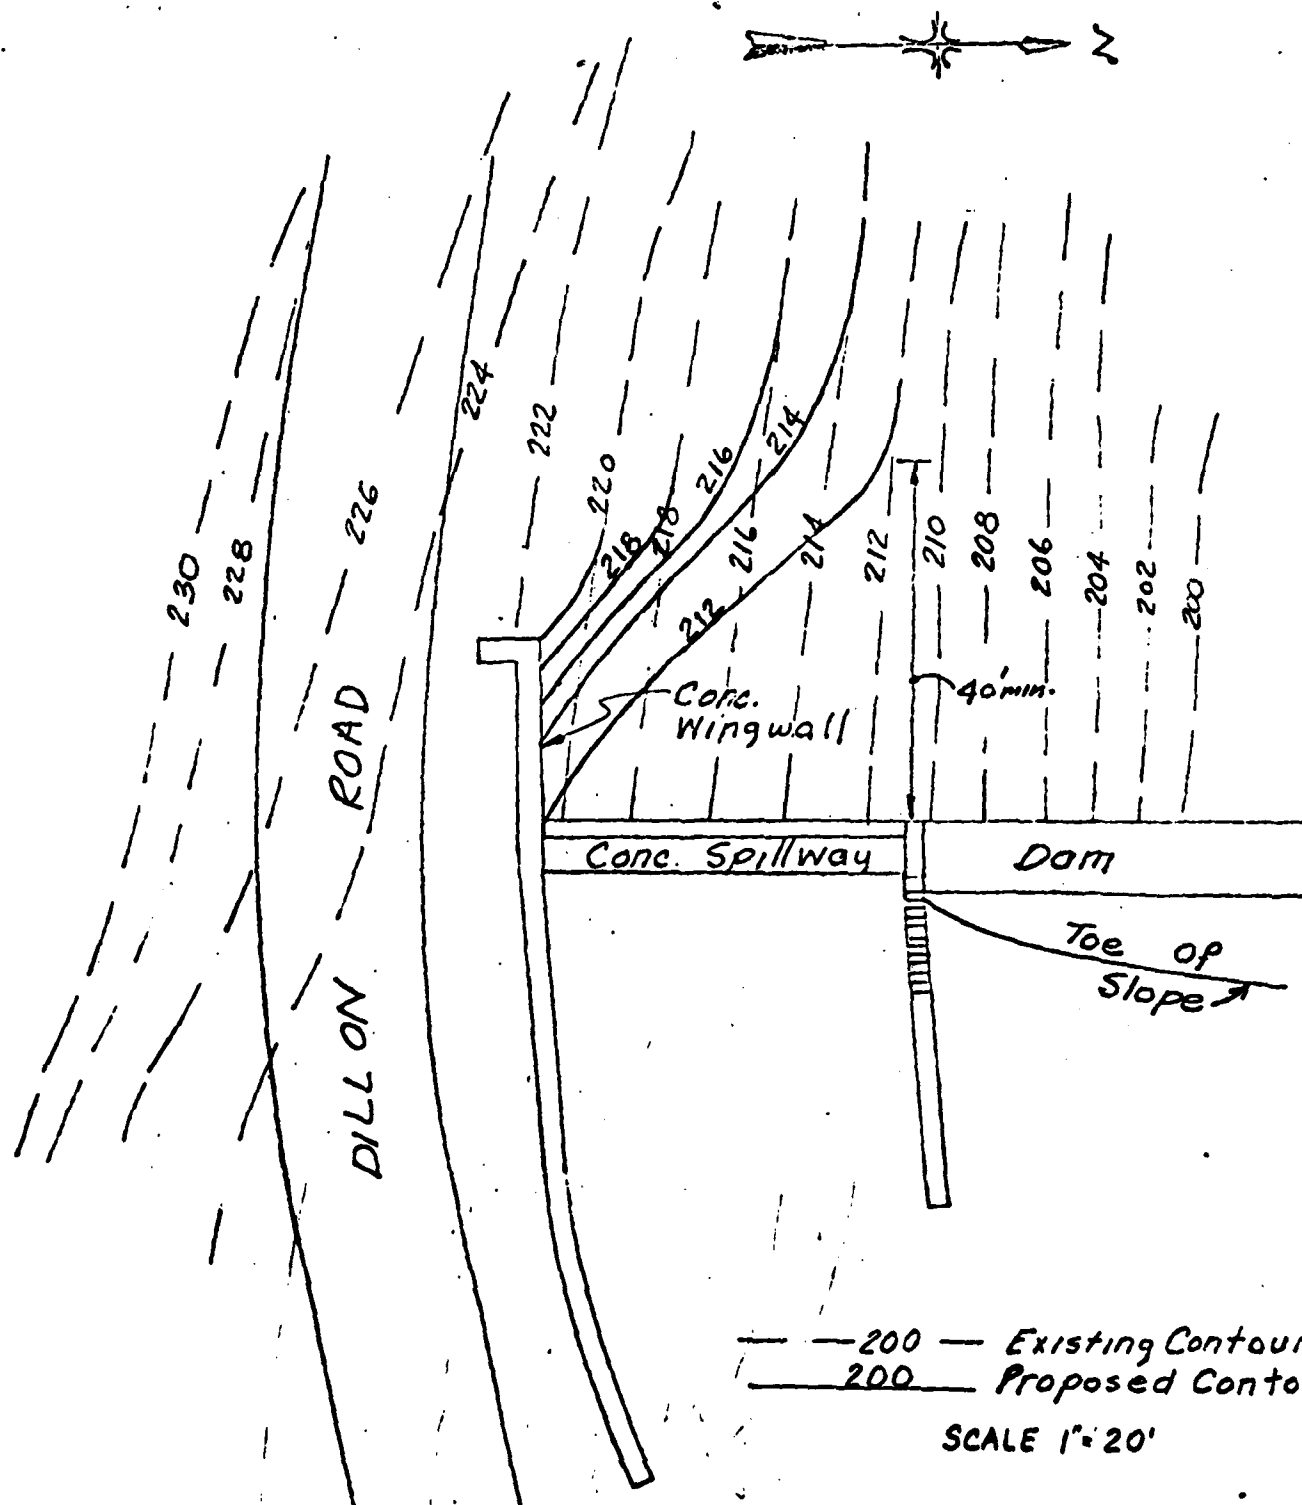 N
230
228
226
224
222
220
218
218
216
214
216
214
212
212
210
208
206
204
202
200
40' min.
Conc.
Wingwall
DILLON ROAD
Conc. Spillway
Dam
Toe Of
Slope
200 Existing Contour
200 Proposed Conto
SCALE 1"=20'